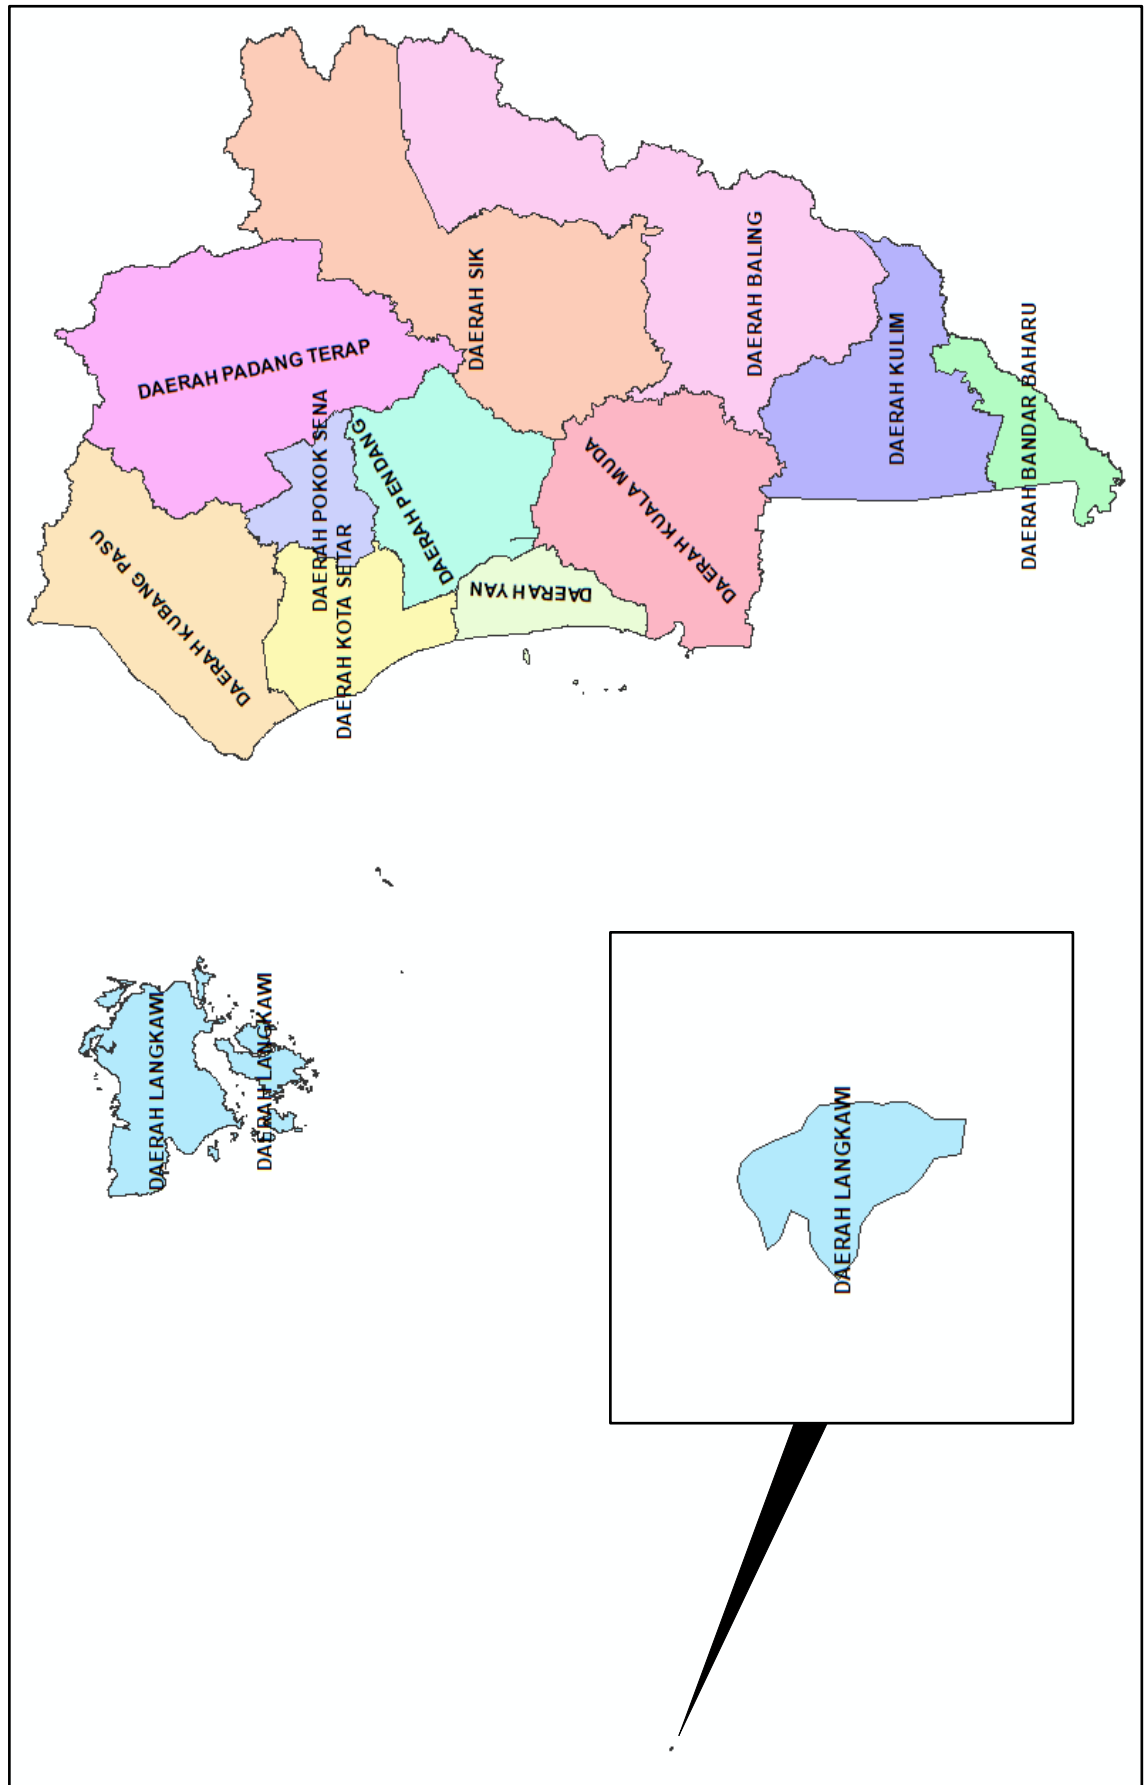 DAERAH SIK
DAERAH BALING
DAERAH PADANG TERAP
DAERAH KULIM
DAERAH BANDAR BAHARU
DAERAH POKOK SENA
DAERAH PENDANG
DAERAH KUALA MUDA
DAERAH KUBANG PASU
DAERAH KOTA SETAR
DAERAH YAN
DAERAH LANGKAWI
DAERAH LANGKAWI
DAERAH LANGKAWI